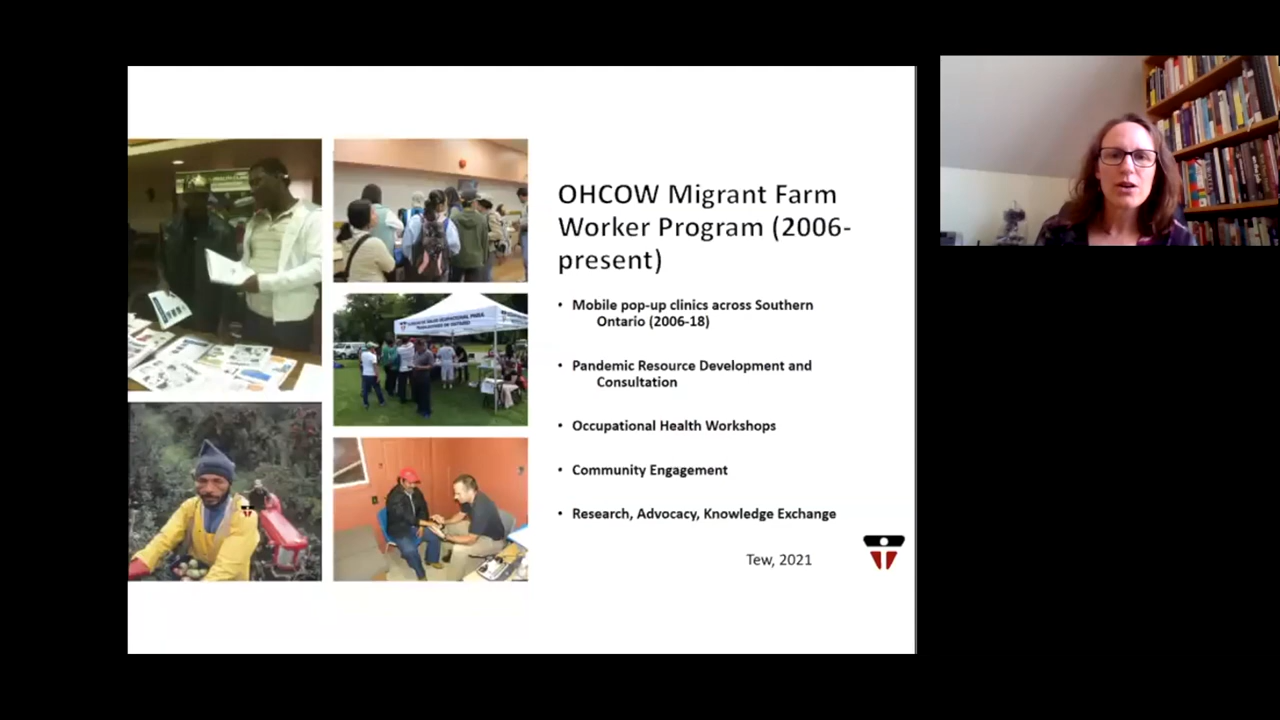 OHCOW Migrant Farm
Worker Program (2006-
present)
• Mobile pop-up clinics across Southern
Ontario (2006-18)
• Pandemic Resource Development and
Consultation
• Occupational Health Workshops
• Community Engagement
• Research, Advocacy, Knowledge Exchange
Tew, 2021